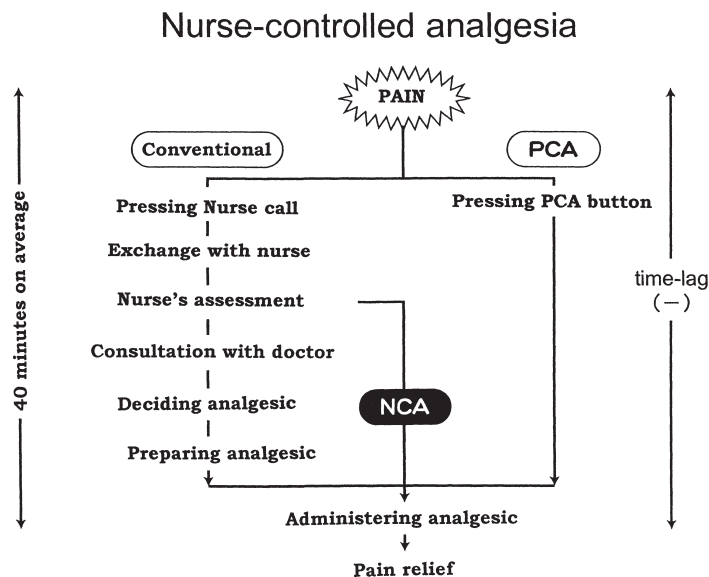 Nurse-controlled analgesia
PAIN
Conventional
PCA
Pressing Nurse call
Pressing PCA button
Exchange with nurse
Nurse's assessment
Consultation with doctor
Deciding analgesic
NCA
Preparing analgesic
Administering analgesic
Pain relief
40 minutes on average
time-lag
(−)